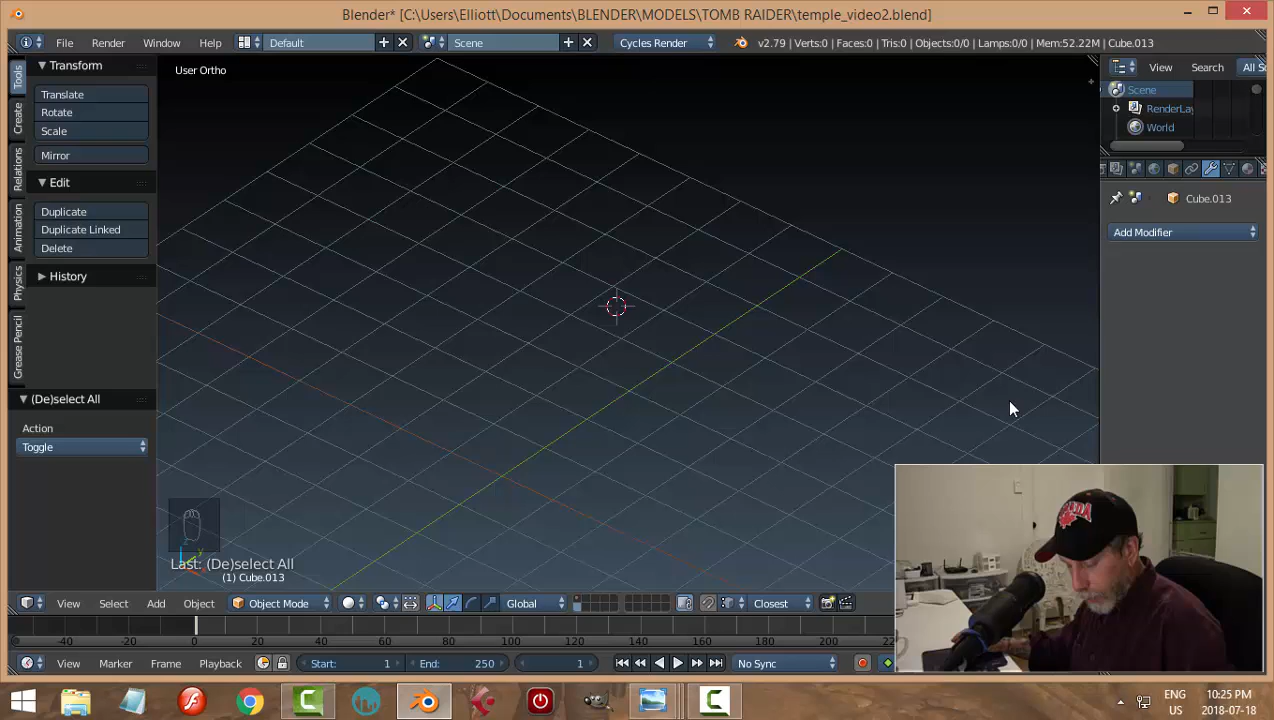 Blender* [C:\Users\Elliott\Documents\BLENDER\MODELS\TOMB RAIDER\temple_video2.blend]
File Render Window Help Default Scene Cycles Render v2.79 | Verts:0 | Faces:0 | Tris:0 | Objects:0/0 | Lamps:0/0 | Mem:52.22M | Cube.013
Tools
Create
Relations
Animation
Physics
Grease Pencil
Transform
Translate
Rotate
Scale
Mirror
Edit
Duplicate
Duplicate Linked
Delete
History
(De)select All
Action
Toggle
User Ortho
Last: (De)select All
(1) Cube.013
View Search All S
Scene
RenderLay
World
Cube.013
Add Modifier
View Select Add Object Object Mode Global Closest
-40 -20 0 20 40 60 80 100 120 140 160 180 200 22
View Marker Frame Playback Start: 1 End: 250 1 No Sync
ENG 10:25 PM
US 2018-07-18